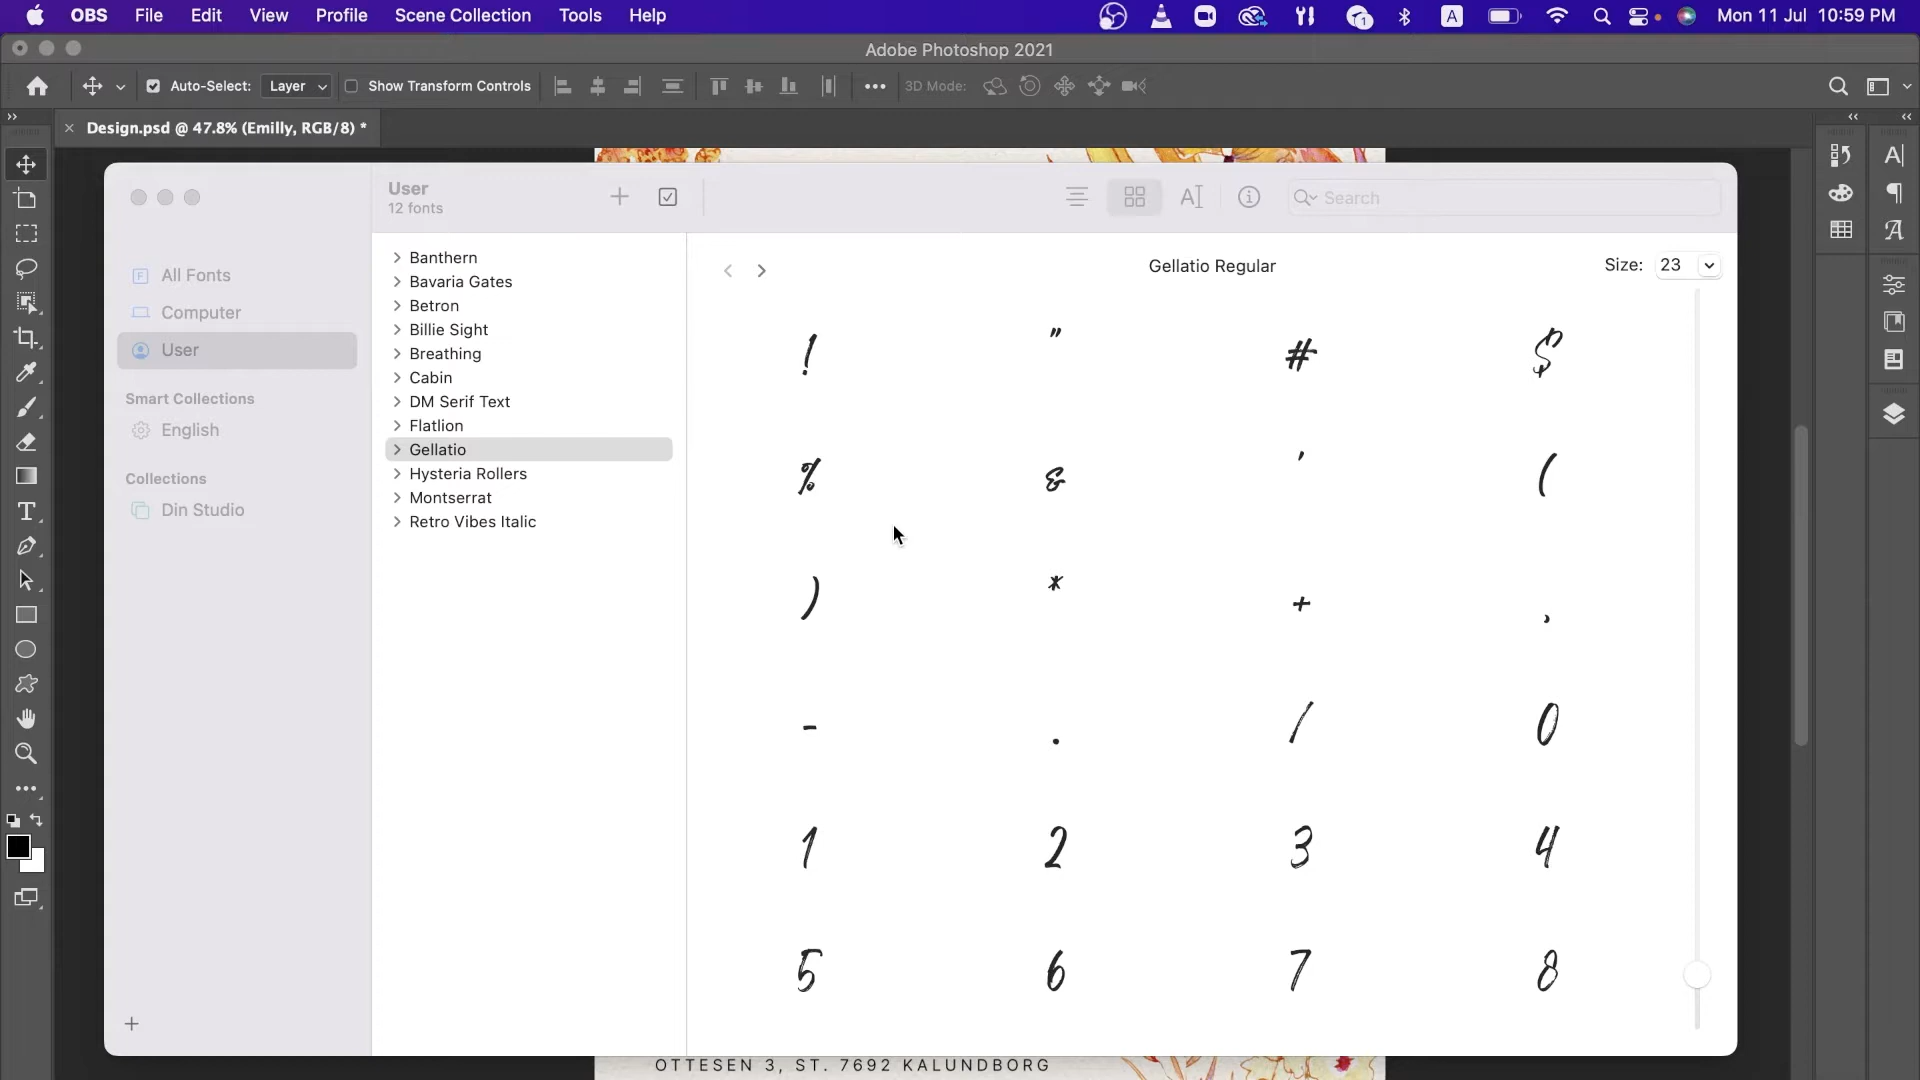 OBS File Edit View Profile Scene Collection Tools Help 1 A Mon 11 Jul 10:59 PM
Adobe Photoshop 2021
Auto-Select: Layer Show Transform Controls 3D Mode:
Design.psd @ 47.8% (Emilly, RGB/8) *
User
12 fonts
Search
All Fonts
Computer
User
Smart Collections
English
Collections
Din Studio
Banthern
Bavaria Gates
Betron
Billie Sight
Breathing
Cabin
DM Serif Text
Flatlion
Gellatio
Hysteria Rollers
Montserrat
Retro Vibes Italic
Gellatio Regular
Size: 23
! " # $
% & ' (
) * + ,
- . / 0
1 2 3 4
5 6 7 8
OTTESEN 3, ST. 7692 KALUNDBORG